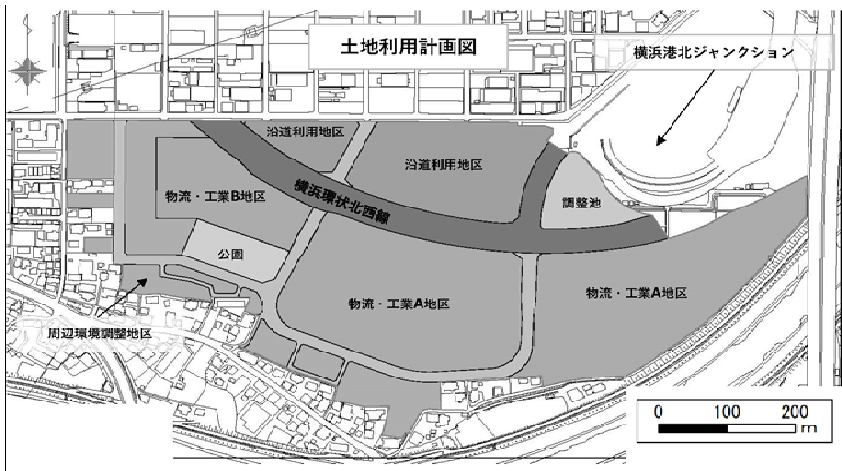 土地利用計画図
横浜港北ジャンクション
沿道利用地区
沿道利用地区
物流・工業B地区
横浜環状北西線
調整池
公園
物流・工業A地区
物流・工業A地区
周辺環境調整地区
0 100 200
m